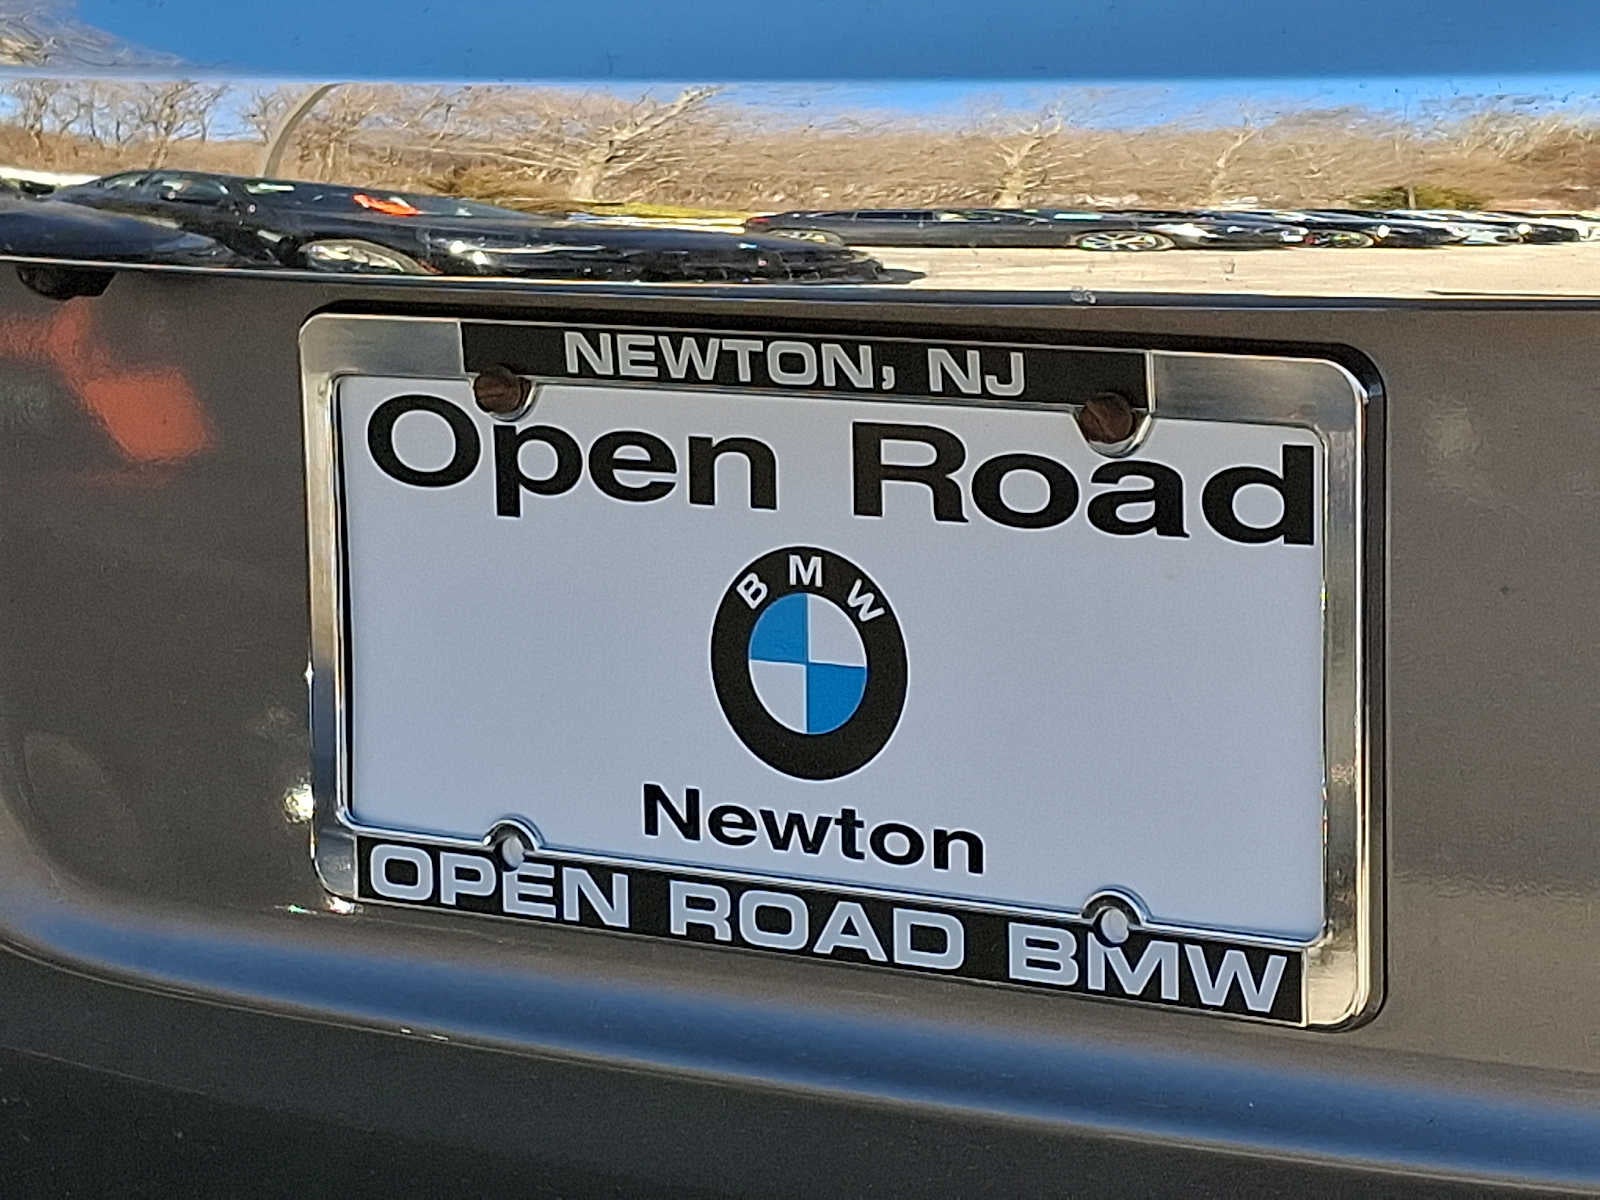 NEWTON, NJ
Open Road
BMW
Newton
OPEN ROAD BMW